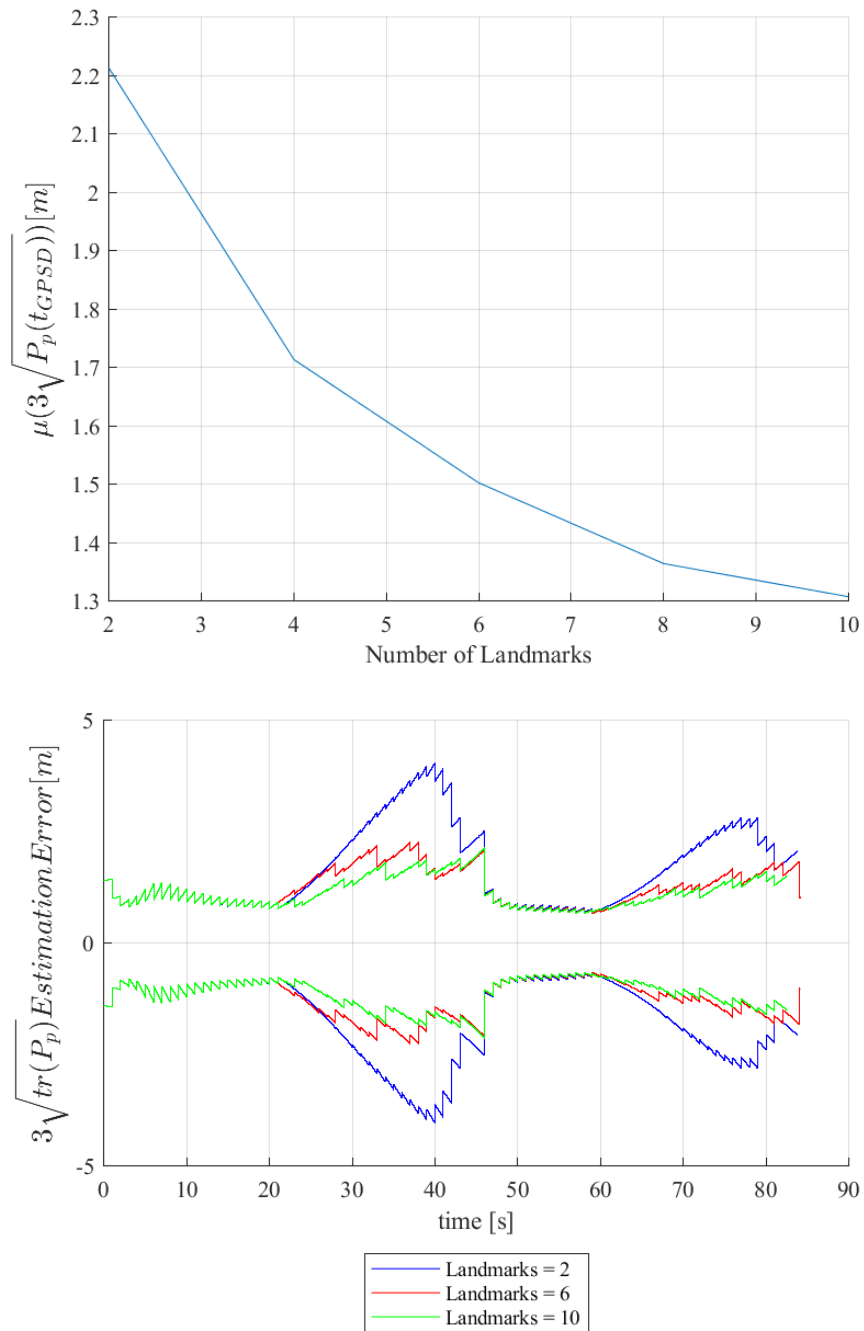 2.3
2.2
2.1
2
1.9
1.8
1.7
1.6
1.5
1.4
1.3
μ(3√P_p(t_{GPSD}))[m]
2 3 4 5 6 7 8 9 10
Number of Landmarks
5
0
-5
3√tr(P_p)EstimationError[m]
0 10 20 30 40 50 60 70 80 90
time [s]
Landmarks = 2
Landmarks = 6
Landmarks = 10